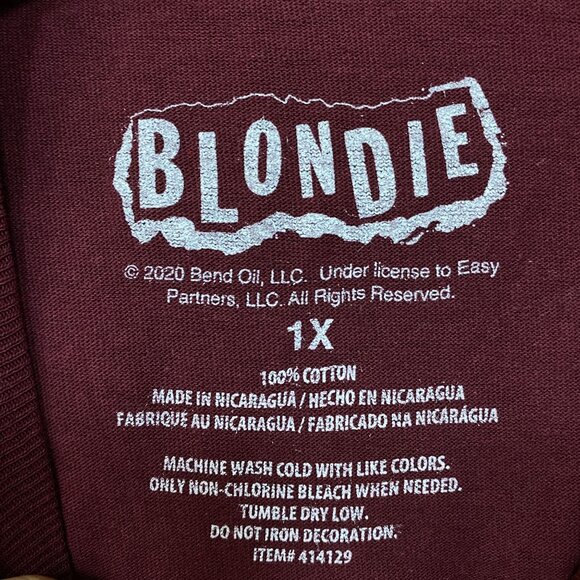 BLONDIE
© 2020 Bend Oil, LLC. Under license to Easy
Partners, LLC. All Rights Reserved.
1X
100% COTTON
MADE IN NICARAGUA / HECHO EN NICARAGUA
FABRIQUÉ AU NICARAGUA / FABRICADO NA NICARÁGUA
MACHINE WASH COLD WITH LIKE COLORS.
ONLY NON-CHLORINE BLEACH WHEN NEEDED.
TUMBLE DRY LOW.
DO NOT IRON DECORATION.
ITEM# 414129